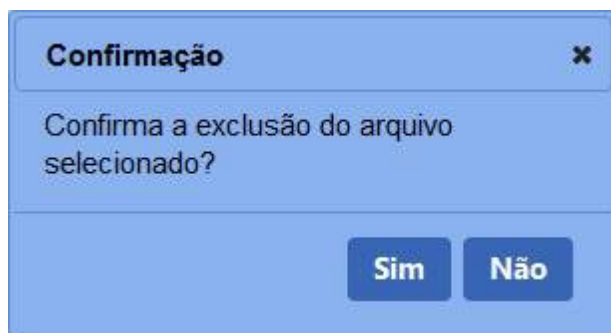 Confirmação
Confirma a exclusão do arquivo
selecionado?
Sim Não